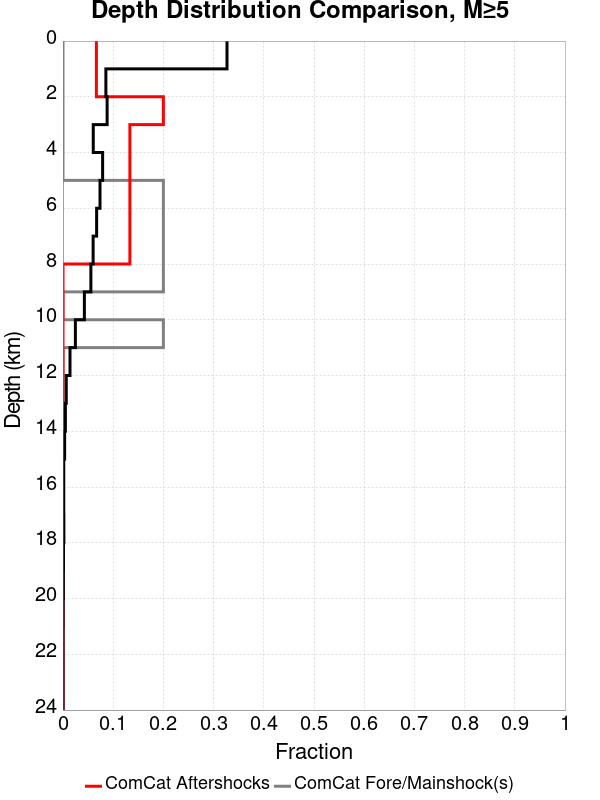 Depth Distribution Comparison, M≥5
0
2
4
6
8
10
12
14
16
18
20
22
24
Depth (km)
0 0.1 0.2 0.3 0.4 0.5 0.6 0.7 0.8 0.9 1
Fraction
ComCat Aftershocks ComCat Fore/Mainshock(s)